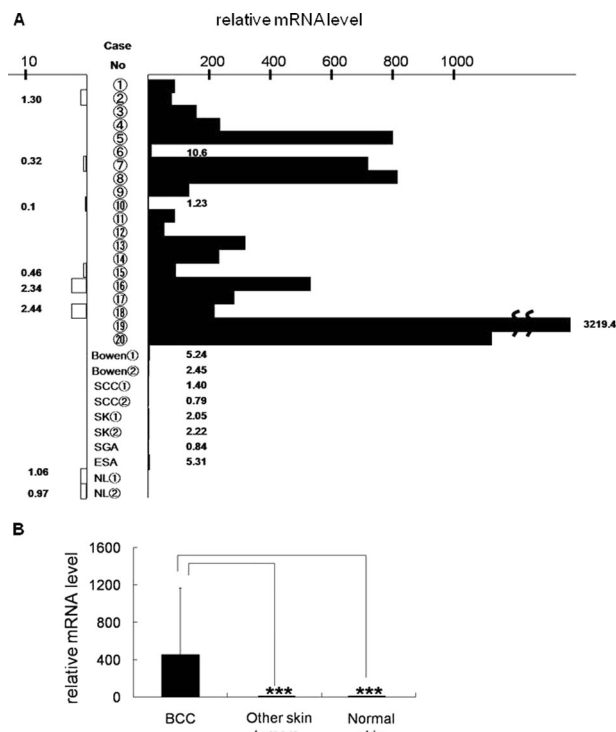 A
relative mRNA level
10
Case
No
200 400 600 800 1000
①
1.30 ②
③
④
⑤
⑥ 10.6
0.32 ⑦
⑧
⑨
0.1 ⑩ 1.23
⑪
⑫
⑬
⑭
0.46 ⑮
2.34 ⑯
⑰
2.44 ⑱
⑲ 3219.4
⑳
Bowen① 5.24
Bowen② 2.45
SCC① 1.40
SCC② 0.79
SK① 2.05
SK② 2.22
SGA 0.84
ESA 5.31
1.06 NL①
0.97 NL②
B
relative mRNA level
1600
1200
800
400
0
*** ***
BCC Other skin Normal